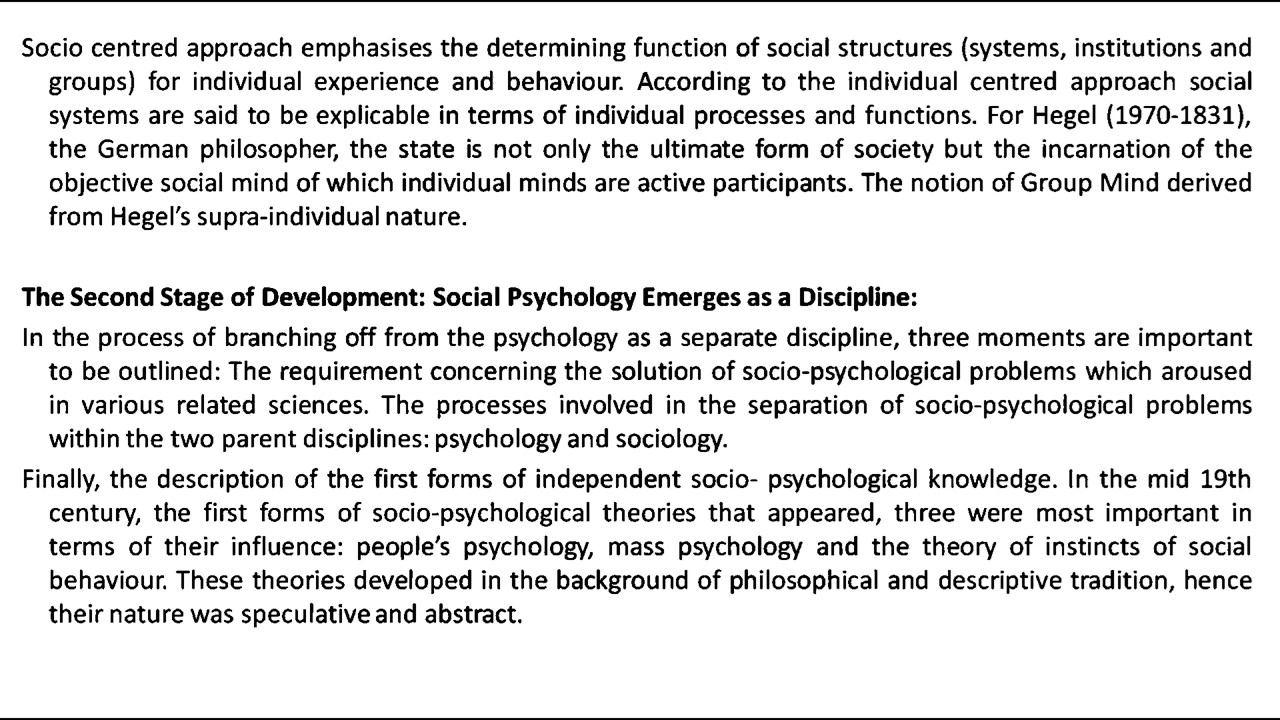 Socio centred approach emphasises the determining function of social structures (systems, institutions and
groups) for individual experience and behaviour. According to the individual centred approach social
systems are said to be explicable in terms of individual processes and functions. For Hegel (1970-1831),
the German philosopher, the state is not only the ultimate form of society but the incarnation of the
objective social mind of which individual minds are active participants. The notion of Group Mind derived
from Hegel’s supra-individual nature.
The Second Stage of Development: Social Psychology Emerges as a Discipline:
In the process of branching off from the psychology as a separate discipline, three moments are important
to be outlined: The requirement concerning the solution of socio-psychological problems which aroused
in various related sciences. The processes involved in the separation of socio-psychological problems
within the two parent disciplines: psychology and sociology.
Finally, the description of the first forms of independent socio- psychological knowledge. In the mid 19th
century, the first forms of socio-psychological theories that appeared, three were most important in
terms of their influence: people’s psychology, mass psychology and the theory of instincts of social
behaviour. These theories developed in the background of philosophical and descriptive tradition, hence
their nature was speculative and abstract.